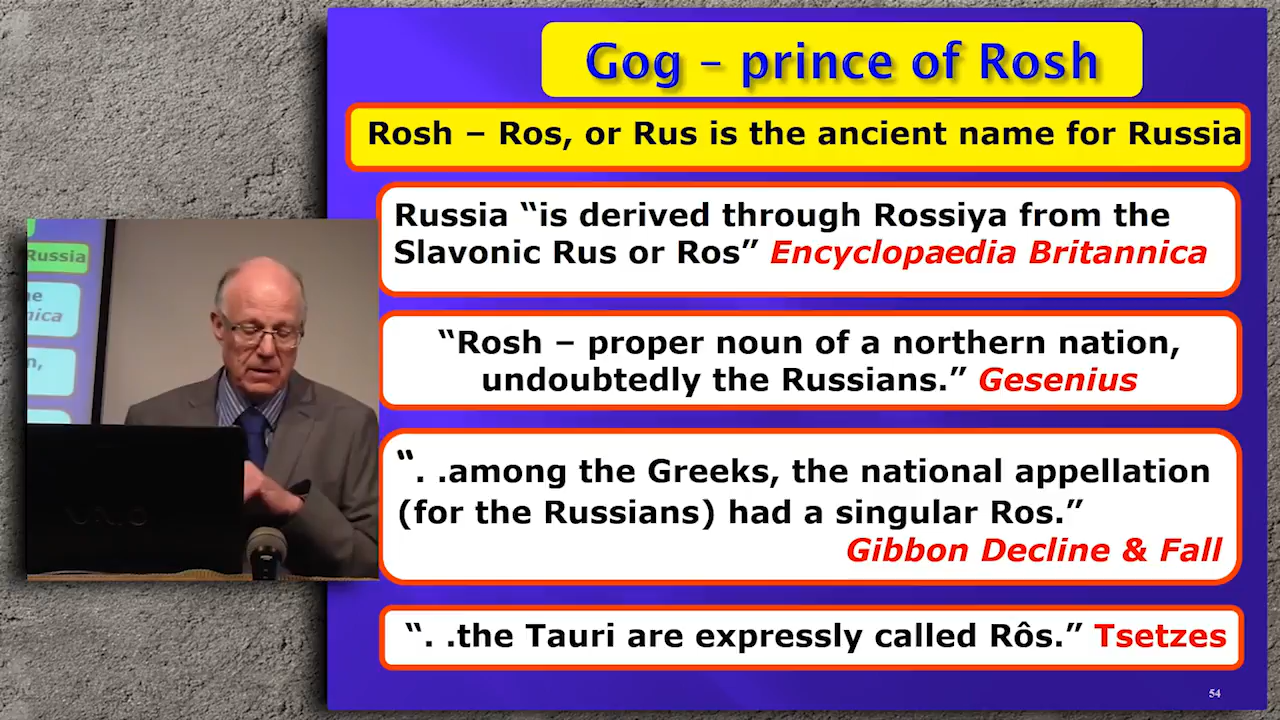 Gog – prince of Rosh
Rosh – Ros, or Rus is the ancient name for Russia
Russia “is derived through Rossiya from the
Slavonic Rus or Ros” Encyclopaedia Britannica
“Rosh – proper noun of a northern nation,
undoubtedly the Russians.” Gesenius
“. .among the Greeks, the national appellation
(for the Russians) had a singular Ros.”
Gibbon Decline & Fall
“. .the Tauri are expressly called Rôs.” Tsetzes
54
Russia
ne
nica
n,
VAIO